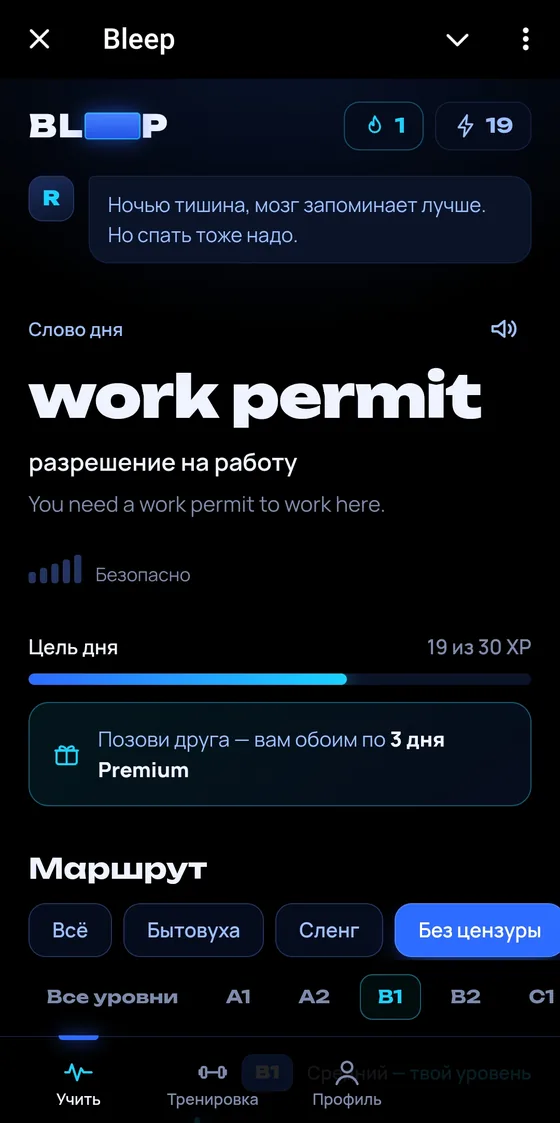 Bleep
BL P
1
19
R
Ночью тишина, мозг запоминает лучше.
Но спать тоже надо.
Слово дня
work permit
разрешение на работу
You need a work permit to work here.
Безопасно
Цель дня
19 из 30 XP
Позови друга — вам обоим по 3 дня
Premium
Маршрут
Всё
Бытовуха
Сленг
Без цензуры
Все уровни
A1
A2
B1
B2
C1
B1
Средний — твой уровень
Учить
Тренировка
Профиль